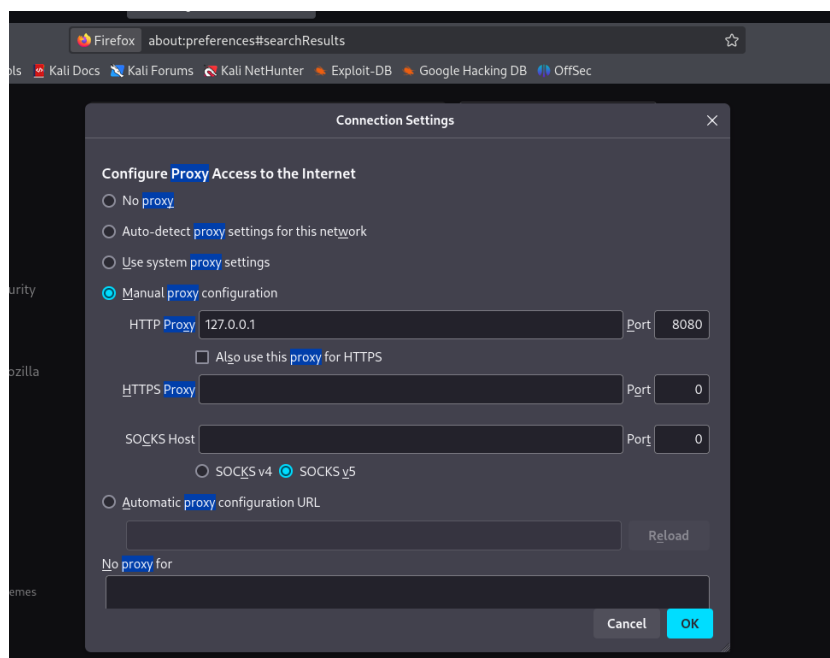 Firefox about:preferences#searchResults
ols Kali Docs Kali Forums Kali NetHunter Exploit-DB Google Hacking DB OffSec
Connection Settings
Configure Proxy Access to the Internet
No proxy
Auto-detect proxy settings for this network
Use system proxy settings
urity
Manual proxy configuration
HTTP Proxy 127.0.0.1 Port 8080
Also use this proxy for HTTPS
ozilla
HTTPS Proxy Port 0
SOCKS Host Port 0
SOCKS v4 SOCKS v5
Automatic proxy configuration URL
Reload
No proxy for
emes
Cancel OK